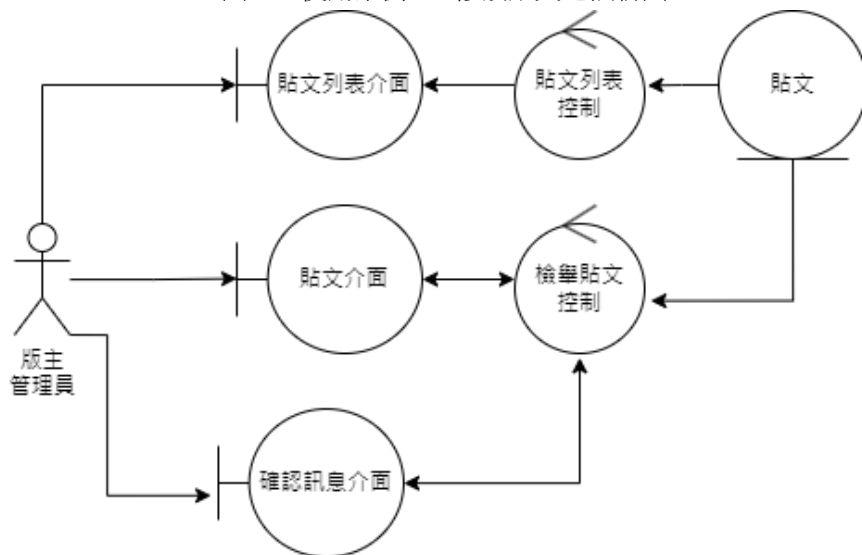 貼文列表介面
貼文列表
控制
貼文
貼文介面
檢舉貼文
控制
版主
管理員
確認訊息介面